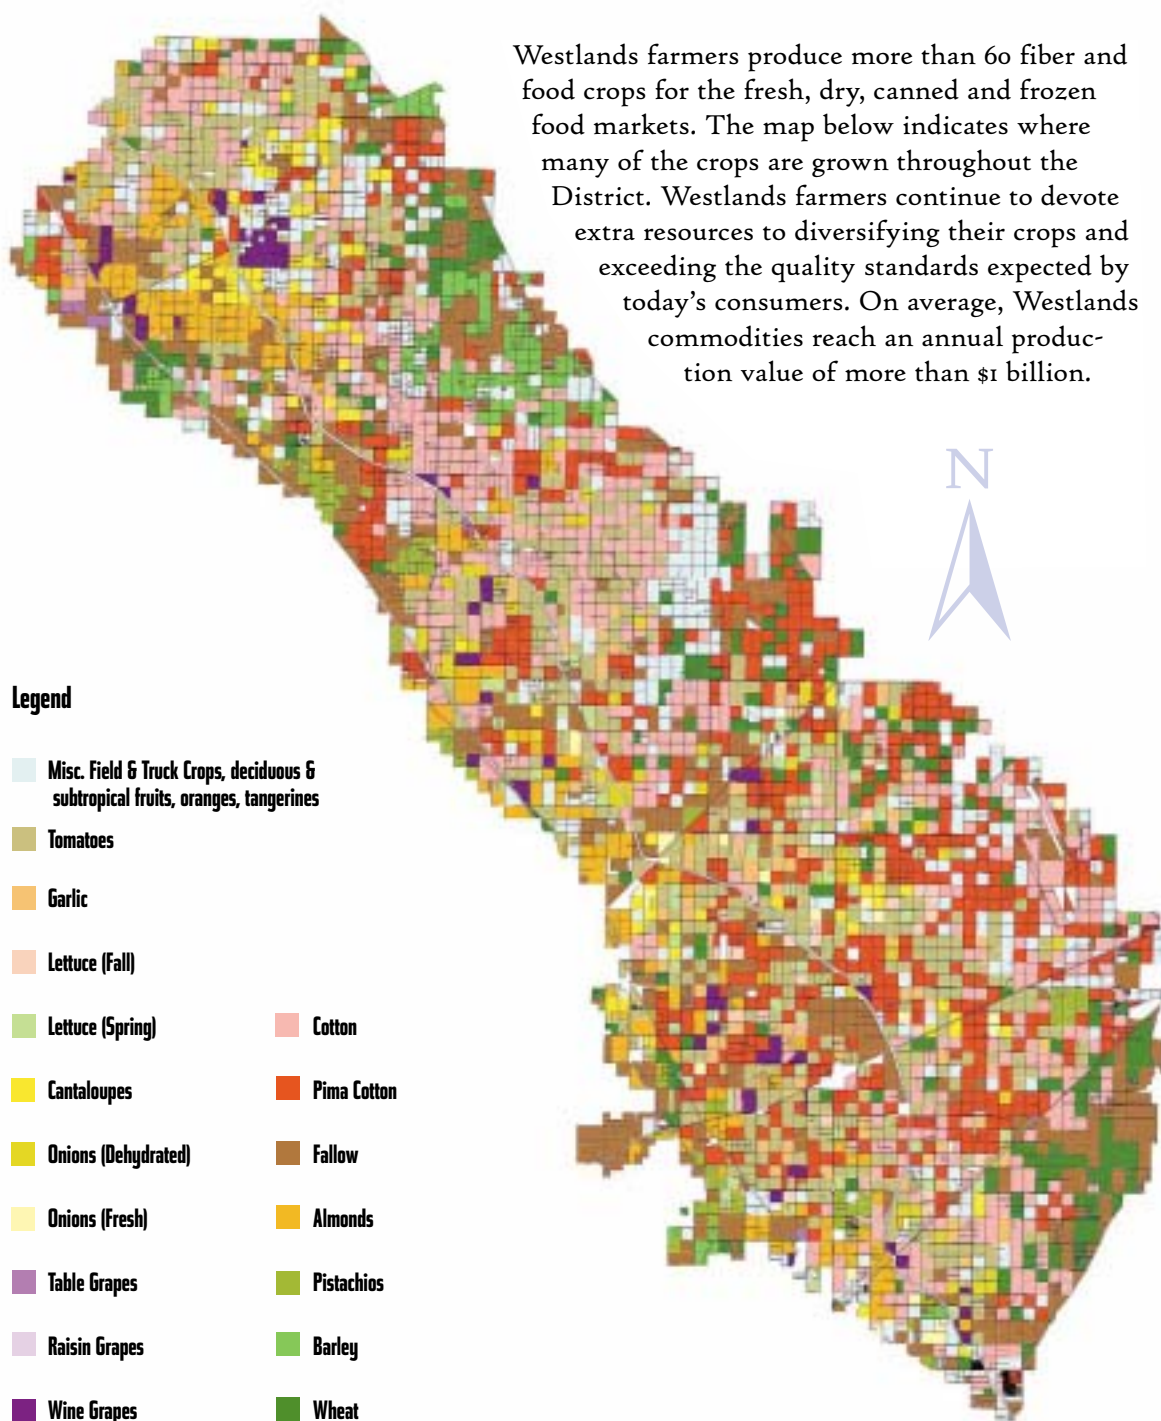 Westlands farmers produce more than 60 fiber and
food crops for the fresh, dry, canned and frozen
food markets. The map below indicates where
many of the crops are grown throughout the
District. Westlands farmers continue to devote
extra resources to diversifying their crops and
exceeding the quality standards expected by
today's consumers. On average, Westlands
commodities reach an annual produc-
tion value of more than $1 billion.
N
Legend
Misc. Field & Truck Crops, deciduous &
subtropical fruits, oranges, tangerines
Tomatoes
Garlic
Lettuce (Fall)
Lettuce (Spring)
Cantaloupes
Onions (Dehydrated)
Onions (Fresh)
Table Grapes
Raisin Grapes
Wine Grapes
Cotton
Pima Cotton
Fallow
Almonds
Pistachios
Barley
Wheat